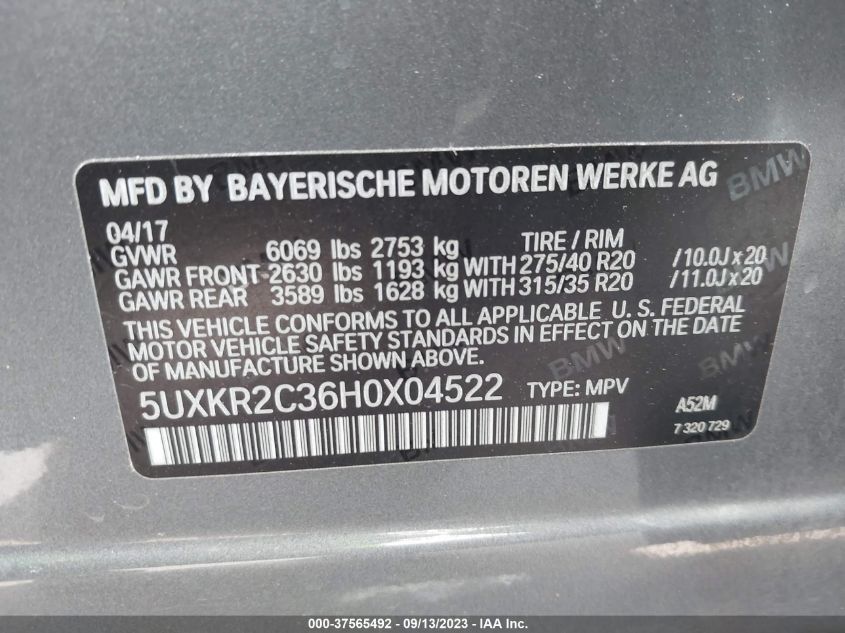 MFD BY BAYERISCHE MOTOREN WERKE AG
BMW
04/17
GVWR 6069 lbs 2753 kg TIRE / RIM
GAWR FRONT 2630 lbs 1193 kg WITH 275/40 R20 /10.0J x 20
GAWR REAR 3589 lbs 1628 kg WITH 315/35 R20 /11.0J x 20
THIS VEHICLE CONFORMS TO ALL APPLICABLE U. S. FEDERAL
MOTOR VEHICLE SAFETY STANDARDS IN EFFECT ON THE DATE
OF MANUFACTURE SHOWN ABOVE.
5UXKR2C36H0X04522 TYPE: MPV A52M
7 320 729
000-37565492 - 09/13/2023 - IAA Inc.